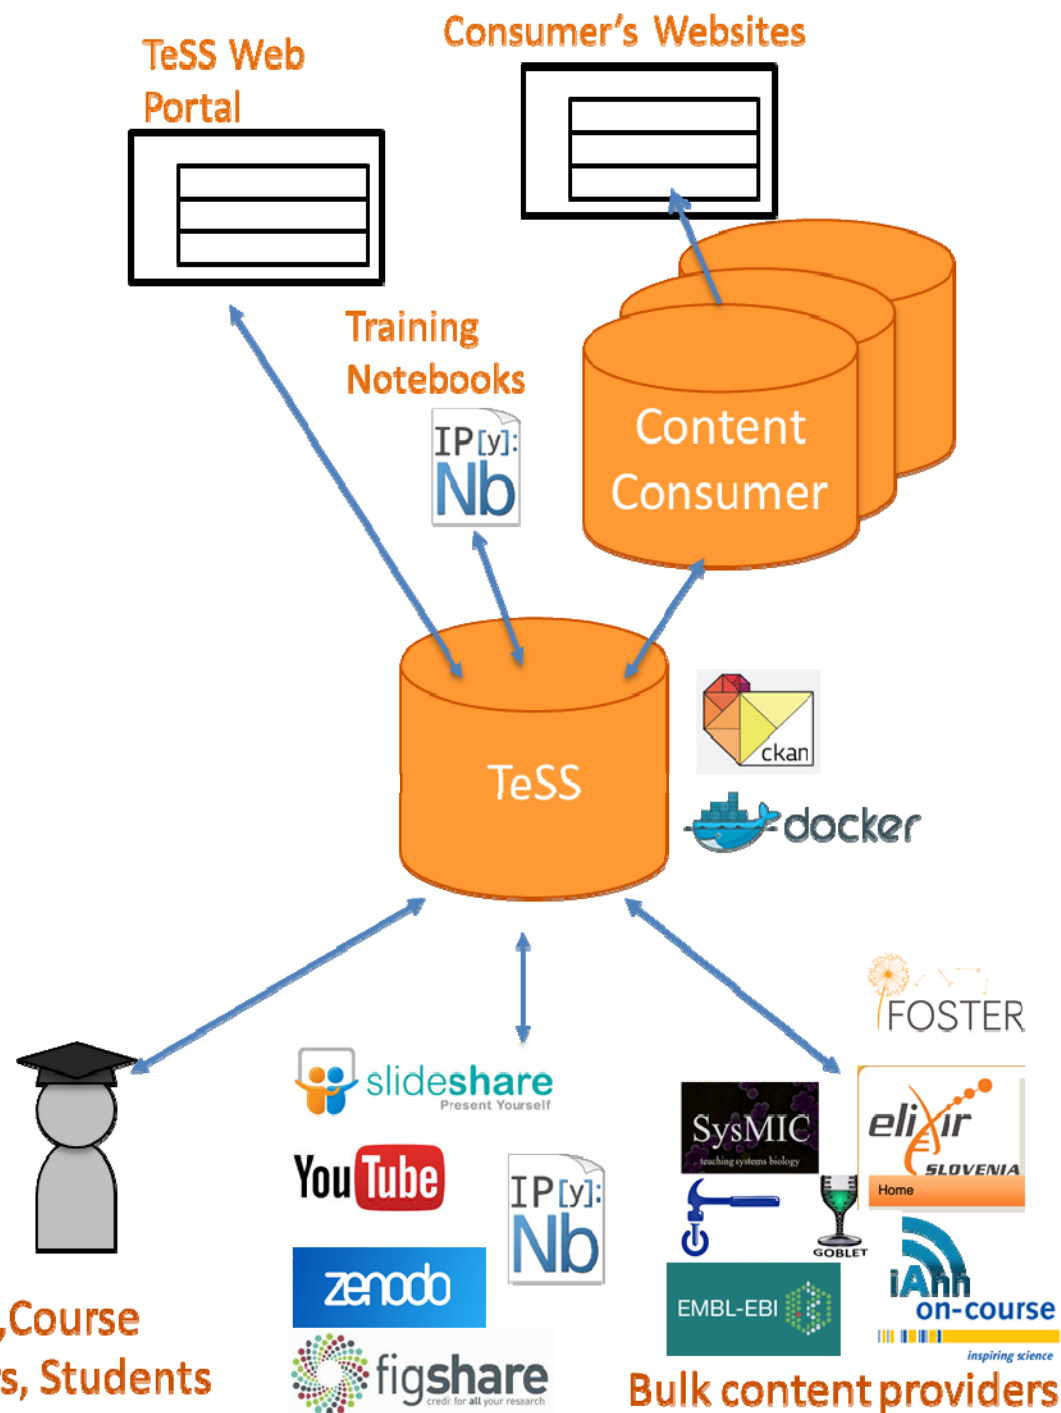 TeSS Web
Portal
Consumer's Websites
Training
Notebooks
IP[y]:
Nb
Content
Consumer
TeSS
ckan
docker
FOSTER
slideshare
Present Yourself
YouTube
IP[y]:
Nb
zenodo
figshare
credit for all your research
SysMIC
teaching systems biology
elixir
SLOVENIA
Home
GOBLET
iAnn
EMBL-EBI
on-course
inspiring science
,Course
s, Students
Bulk content providers